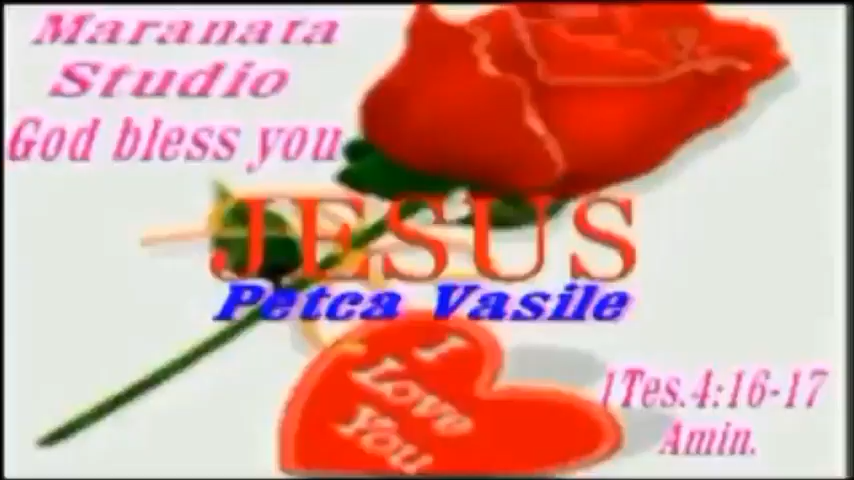 Maranata
Studio
God bless you
JESUS
Petca Vasile
I
Love
You
1Tes.4:16-17
Amin.